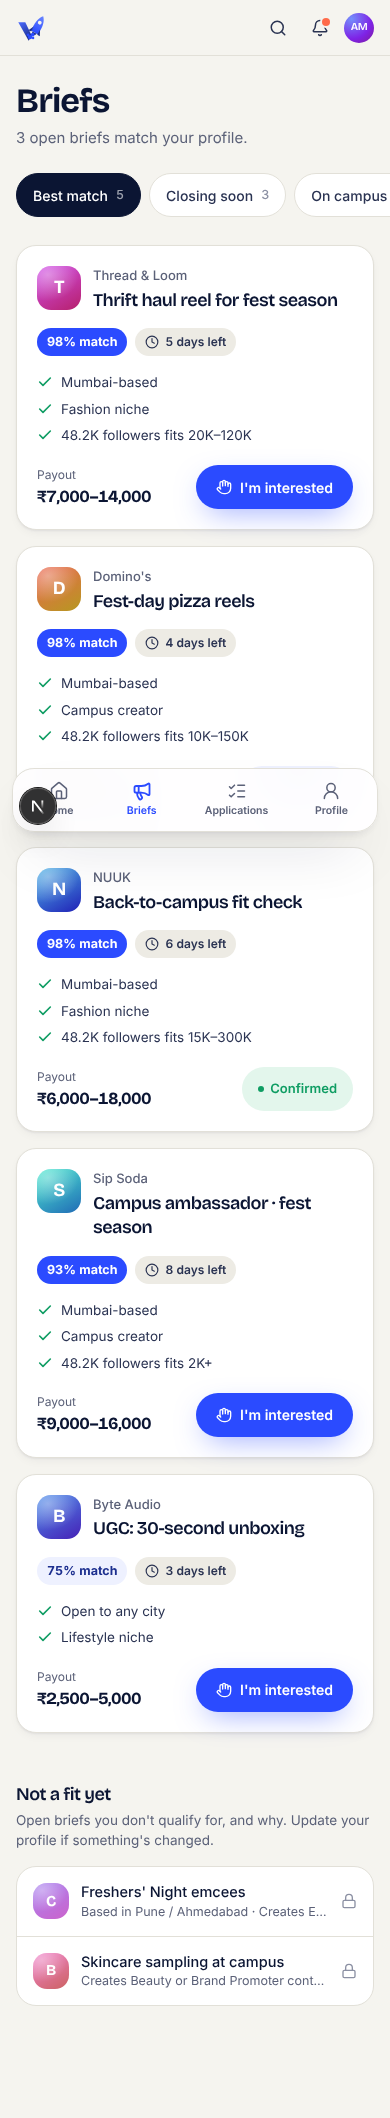 AM
Briefs
3 open briefs match your profile.
Best match 5
Closing soon 3
On campus
T
Thread & Loom
Thrift haul reel for fest season
98% match
5 days left
Mumbai-based
Fashion niche
48.2K followers fits 20K–120K
Payout
₹7,000–14,000
I'm interested
D
Domino's
Fest-day pizza reels
98% match
4 days left
Mumbai-based
Campus creator
48.2K followers fits 10K–150K
N
Briefs
Applications
Profile
N
NUUK
Back-to-campus fit check
98% match
6 days left
Mumbai-based
Fashion niche
48.2K followers fits 15K–300K
Payout
₹6,000–18,000
Confirmed
S
Sip Soda
Campus ambassador · fest
season
93% match
8 days left
Mumbai-based
Campus creator
48.2K followers fits 2K+
Payout
₹9,000–16,000
I'm interested
B
Byte Audio
UGC: 30-second unboxing
75% match
3 days left
Open to any city
Lifestyle niche
Payout
₹2,500–5,000
I'm interested
Not a fit yet
Open briefs you don't qualify for, and why. Update your
profile if something's changed.
C
Freshers' Night emcees
Based in Pune / Ahmedabad · Creates E...
B
Skincare sampling at campus
Creates Beauty or Brand Promoter cont...